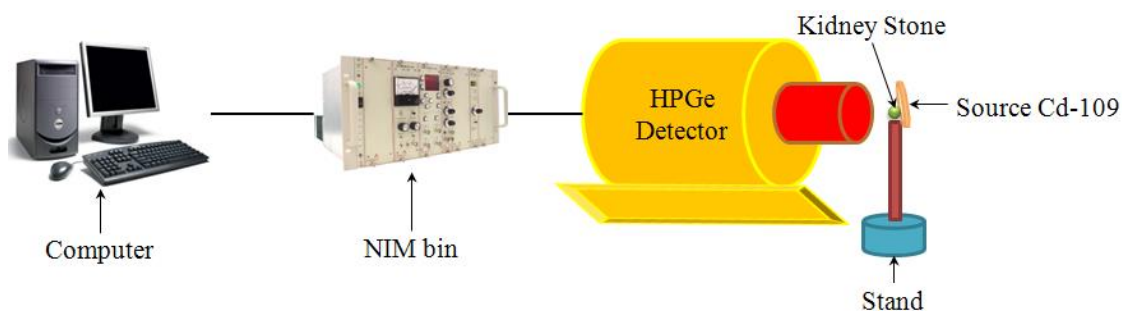 Kidney Stone
HPGe
Detector
Source Cd-109
Computer
NIM bin
Stand